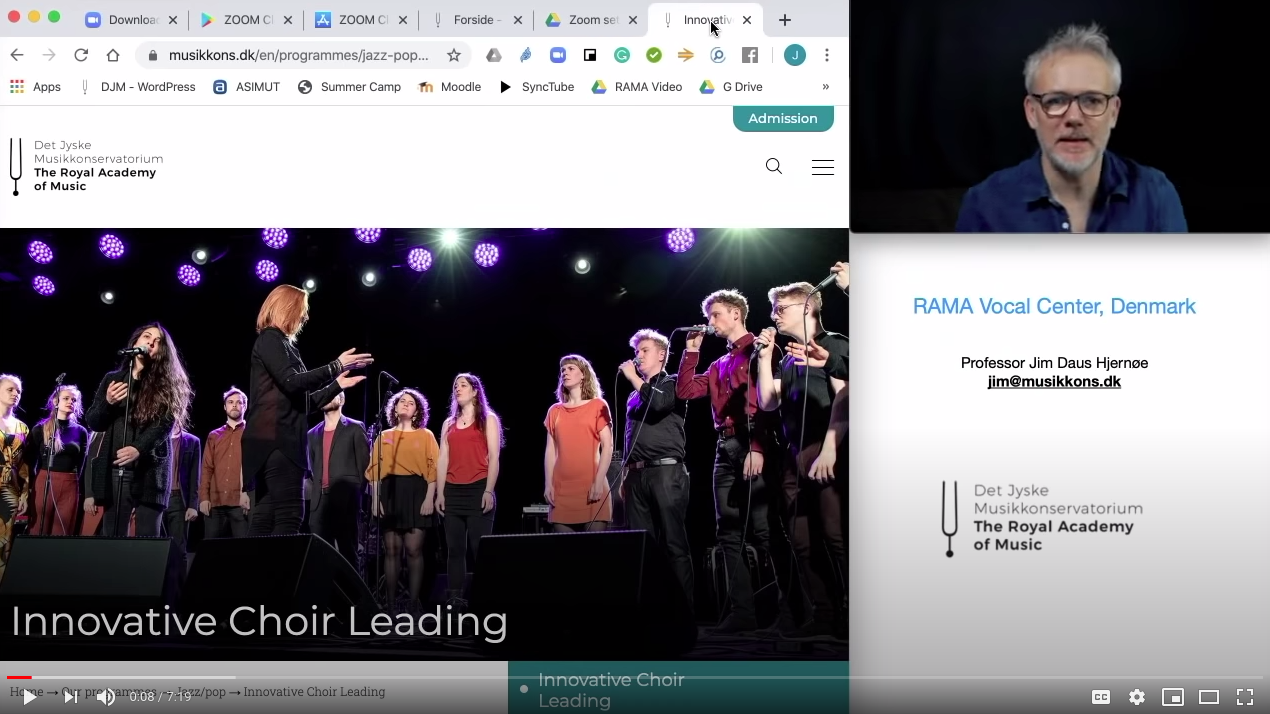 Downloa
ZOOM Cl
ZOOM Cl
Forside -
Zoom set
Innovativ
musikkons.dk/en/programmes/jazz-pop...
J
Apps
DJM - WordPress
ASIMUT
Summer Camp
Moodle
SyncTube
RAMA Video
G Drive
»
Admission
Det Jyske
Musikkonservatorium
The Royal Academy
of Music
Innovative Choir Leading
Home → Our programmes → Jazz/pop → Innovative Choir Leading
Innovative Choir
Leading
0:08 / 7:19
CC
RAMA Vocal Center, Denmark
Professor Jim Daus Hjernøe
jim@musikkons.dk
Det Jyske
Musikkonservatorium
The Royal Academy
of Music